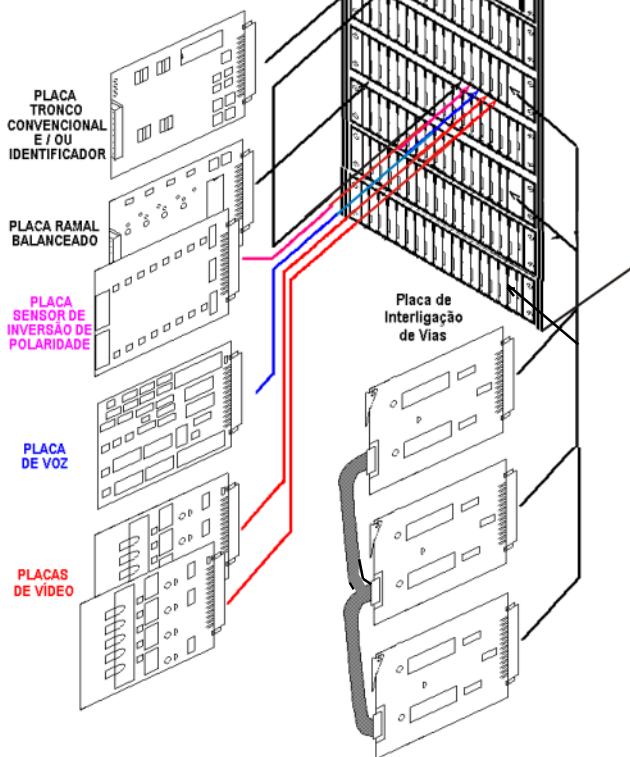 PLACA
TRONCO
CONVENCIONAL
E / OU
IDENTIFICADOR
PLACA RAMAL
BALANCEADO
PLACA
SENSOR DE
INVERSÃO DE
POLARIDADE
Placa de
Interligação
de Vias
PLACA
DE VOZ
PLACAS
DE VÍDEO